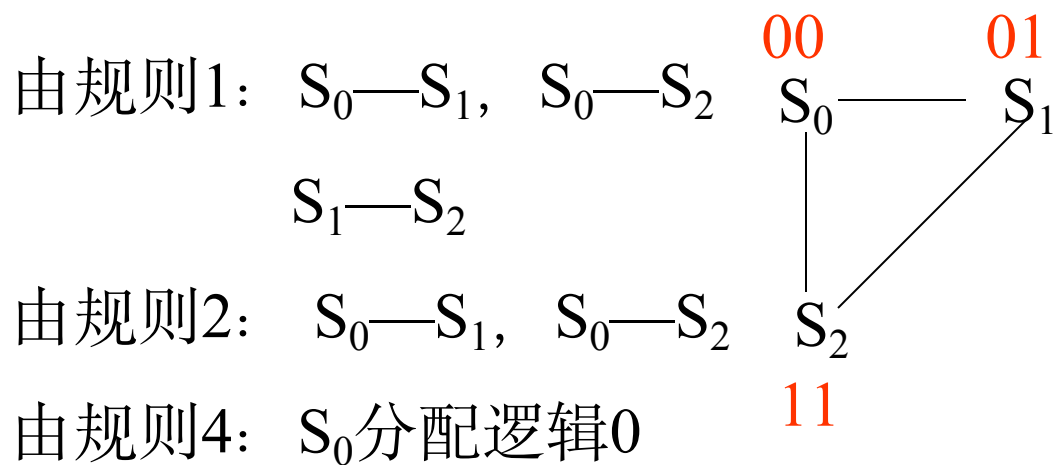 由规则1： S₀—S₁, S₀—S₂
S₁—S₂
由规则2： S₀—S₁, S₀—S₂
由规则4： S₀分配逻辑0
00 01
S₀ S₁
S₂
11